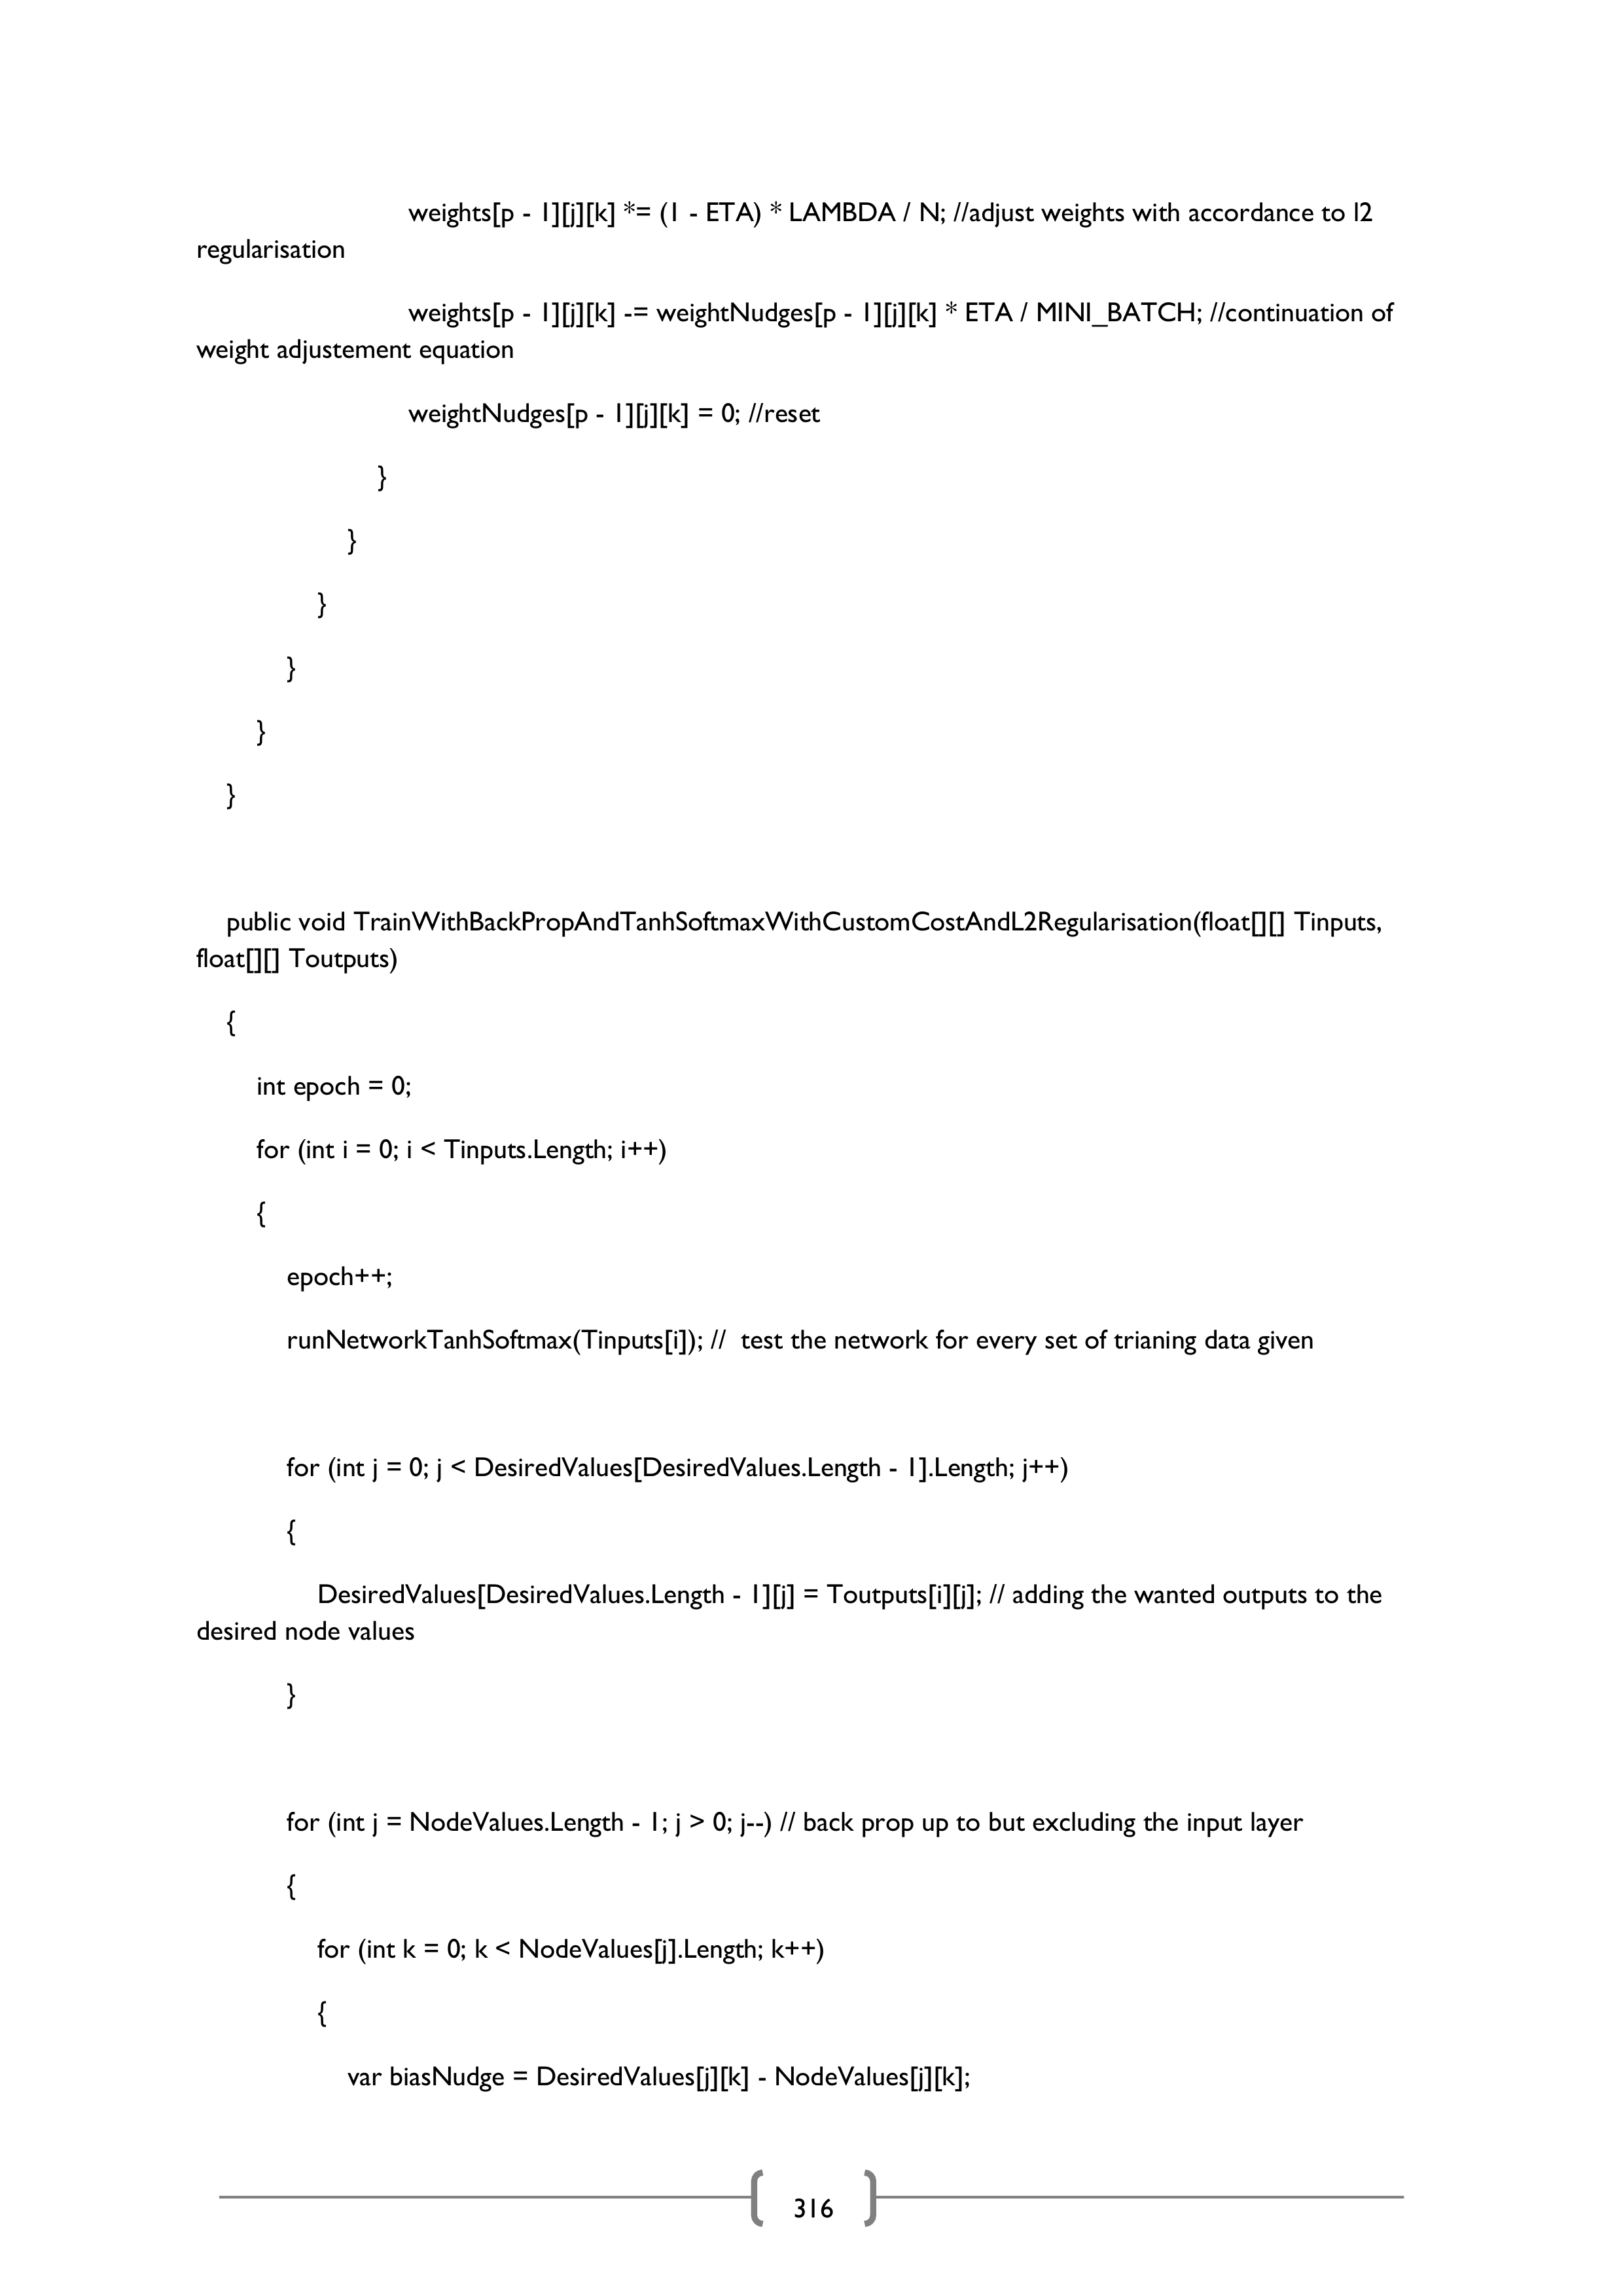 weights[p - 1][j][k] *= (1 - ETA) * LAMBDA / N; //adjust weights with accordance to l2
regularisation
weights[p - 1][j][k] -= weightNudges[p - 1][j][k] * ETA / MINI_BATCH; //continuation of
weight adjustement equation
weightNudges[p - 1][j][k] = 0; //reset
}
}
}
}
}
}
public void TrainWithBackPropAndTanhSoftmaxWithCustomCostAndL2Regularisation(float[][] Tinputs,
float[][] Toutputs)
{
int epoch = 0;
for (int i = 0; i < Tinputs.Length; i++)
{
epoch++;
runNetworkTanhSoftmax(Tinputs[i]); //  test the network for every set of trianing data given
for (int j = 0; j < DesiredValues[DesiredValues.Length - 1].Length; j++)
{
DesiredValues[DesiredValues.Length - 1][j] = Toutputs[i][j]; // adding the wanted outputs to the
desired node values
}
for (int j = NodeValues.Length - 1; j > 0; j--) // back prop up to but excluding the input layer
{
for (int k = 0; k < NodeValues[j].Length; k++)
{
var biasNudge = DesiredValues[j][k] - NodeValues[j][k];
316